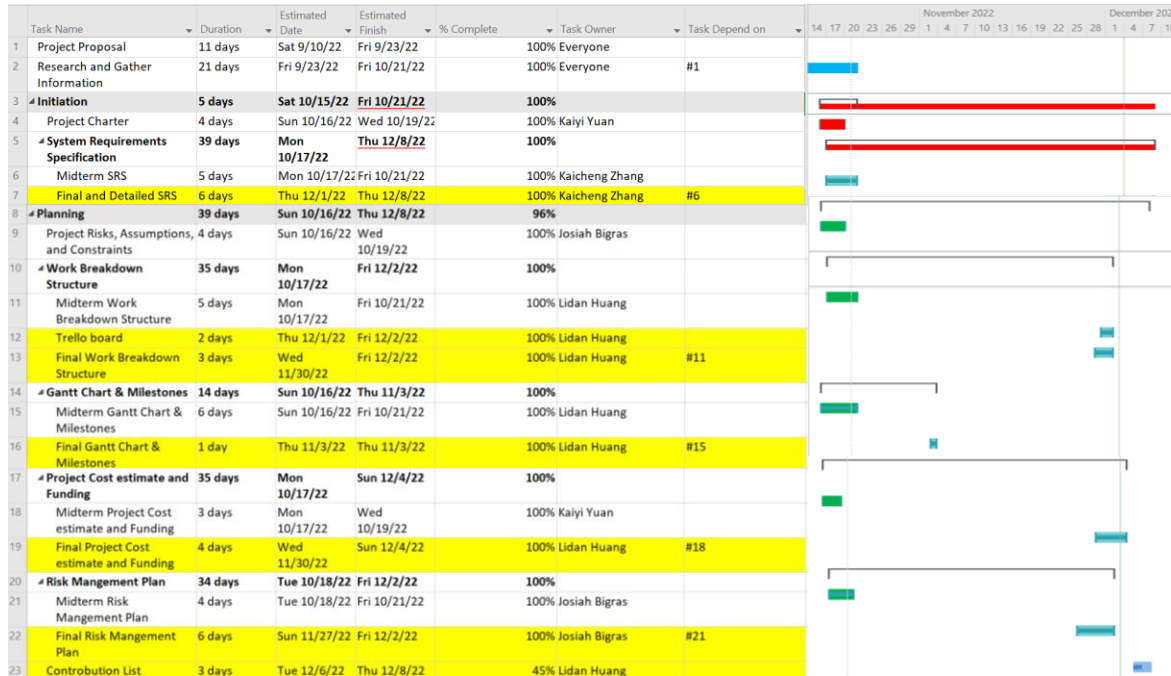 November 2022 December 202
Estimated Estimated
Task Name Duration Date Finish % Complete Task Owner Task Depend on 14 17 20 23 26 29 1 4 7 10 13 16 19 22 25 28 1 4 7 10
1 Project Proposal 11 days Sat 9/10/22 Fri 9/23/22 100% Everyone
2 Research and Gather 21 days Fri 9/23/22 Fri 10/21/22 100% Everyone #1
Information
3 Initiation 5 days Sat 10/15/22 Fri 10/21/22 100%
4 Project Charter 4 days Sun 10/16/22 Wed 10/19/22 100% Kaiyi Yuan
5 System Requirements 39 days Mon Thu 12/8/22 100%
Specification 10/17/22
6 Midterm SRS 5 days Mon 10/17/22 Fri 10/21/22 100% Kaicheng Zhang
7 Final and Detailed SRS 6 days Thu 12/1/22 Thu 12/8/22 100% Kaicheng Zhang #6
8 Planning 39 days Sun 10/16/22 Thu 12/8/22 96%
9 Project Risks, Assumptions, 4 days Sun 10/16/22 Wed 100% Josiah Bigras
and Constraints 10/19/22
10 Work Breakdown 35 days Mon Fri 12/2/22 100%
Structure 10/17/22
11 Midterm Work 5 days Mon Fri 10/21/22 100% Lidan Huang
Breakdown Structure 10/17/22
12 Trello board 2 days Thu 12/1/22 Fri 12/2/22 100% Lidan Huang
13 Final Work Breakdown 3 days Wed Fri 12/2/22 100% Lidan Huang #11
Structure 11/30/22
14 Gantt Chart & Milestones 14 days Sun 10/16/22 Thu 11/3/22 100%
15 Midterm Gantt Chart & 6 days Sun 10/16/22 Fri 10/21/22 100% Lidan Huang
Milestones
16 Final Gantt Chart & 1 day Thu 11/3/22 Thu 11/3/22 100% Lidan Huang #15
Milestones
17 Project Cost estimate and 35 days Mon Sun 12/4/22 100%
Funding 10/17/22
18 Midterm Project Cost 3 days Mon Wed 100% Kaiyi Yuan
estimate and Funding 10/17/22 10/19/22
19 Final Project Cost 4 days Wed Sun 12/4/22 100% Lidan Huang #18
estimate and Funding 11/30/22
20 Risk Mangement Plan 34 days Tue 10/18/22 Fri 12/2/22 100%
21 Midterm Risk 4 days Tue 10/18/22 Fri 10/21/22 100% Josiah Bigras
Mangement Plan
22 Final Risk Mangement 6 days Sun 11/27/22 Fri 12/2/22 100% Josiah Bigras #21
Plan
23 Controbution List 3 days Tue 12/6/22 Thu 12/8/22 45% Lidan Huang